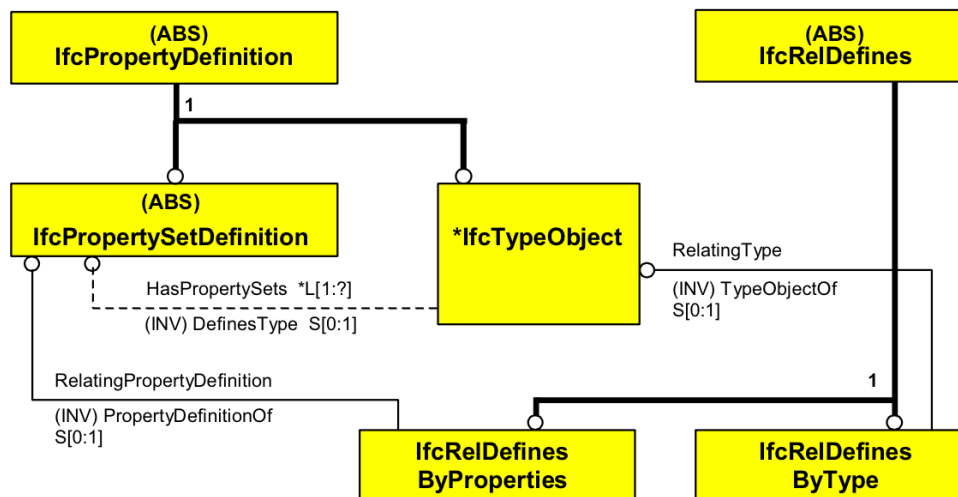 (ABS)
IfcPropertyDefinition
(ABS)
IfcRelDefines
1
(ABS)
IfcPropertySetDefinition
*IfcTypeObject
RelatingType
(INV) TypeObjectOf
S[0:1]
HasPropertySets *L[1:?]
(INV) DefinesType S[0:1]
RelatingPropertyDefinition
(INV) PropertyDefinitionOf
S[0:1]
1
IfcRelDefines
ByProperties
IfcRelDefines
ByType